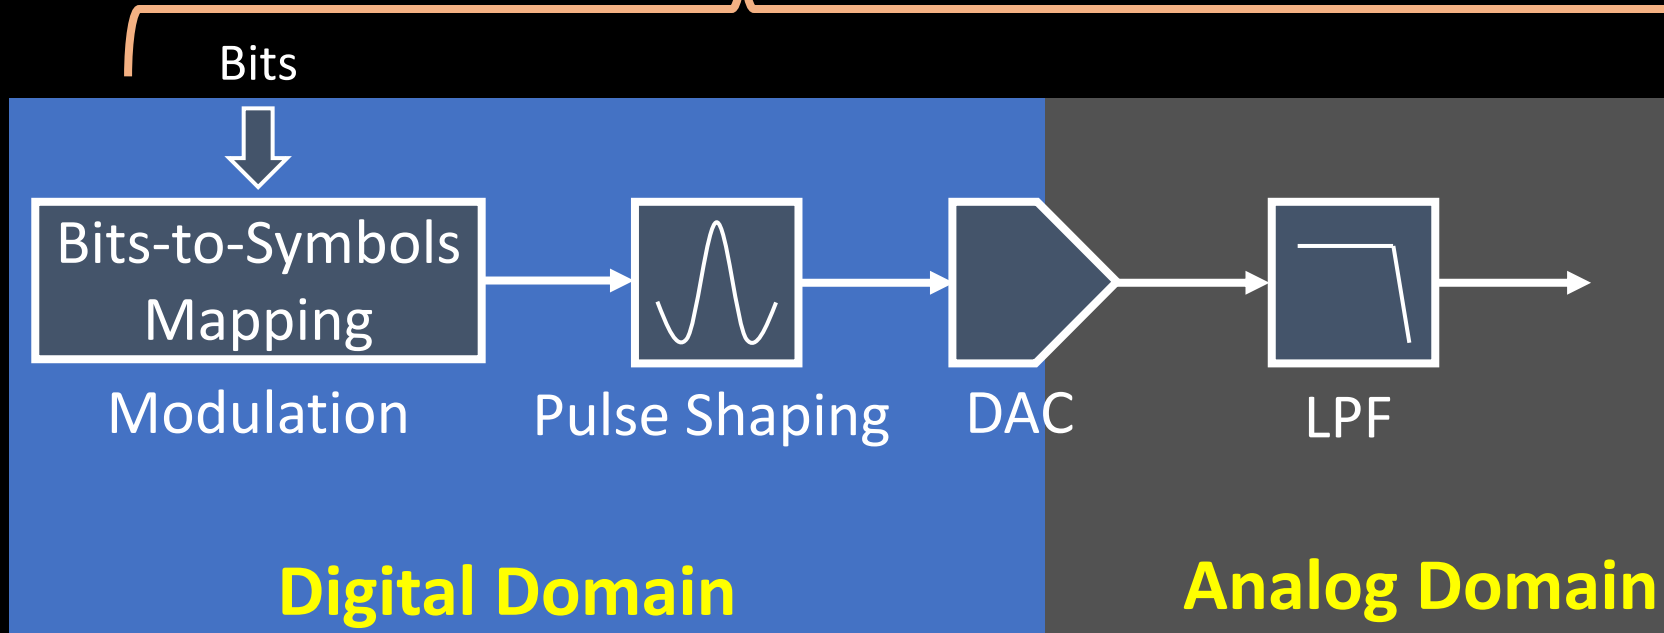 Bits
Bits-to-Symbols
Mapping
Modulation
Pulse Shaping
DAC
LPF
Digital Domain
Analog Domain